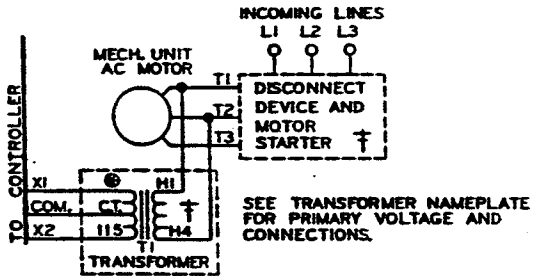 INCOMING LINES
L1 L2 L3
MECH. UNIT
AC MOTOR
T1
T2
T3
DISCONNECT
DEVICE AND
MOTOR
STARTER
TO CONTROLLER
X1
COM.
X2
C.T.
115
H1
H4
T1
TRANSFORMER
SEE TRANSFORMER NAMEPLATE
FOR PRIMARY VOLTAGE AND
CONNECTIONS.